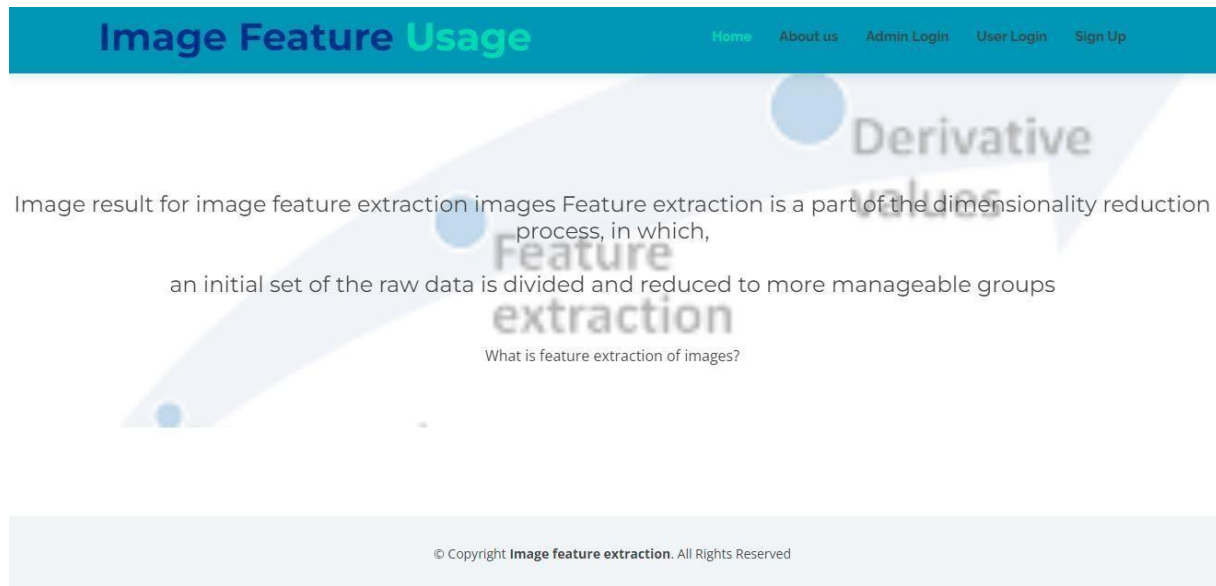 Image Feature Usage
Home About us Admin Login User Login Sign Up
Derivative
values
Image result for image feature extraction images Feature extraction is a part of the dimensionality reduction
process, in which,
Feature
an initial set of the raw data is divided and reduced to more manageable groups
extraction
What is feature extraction of images?
© Copyright Image feature extraction. All Rights Reserved